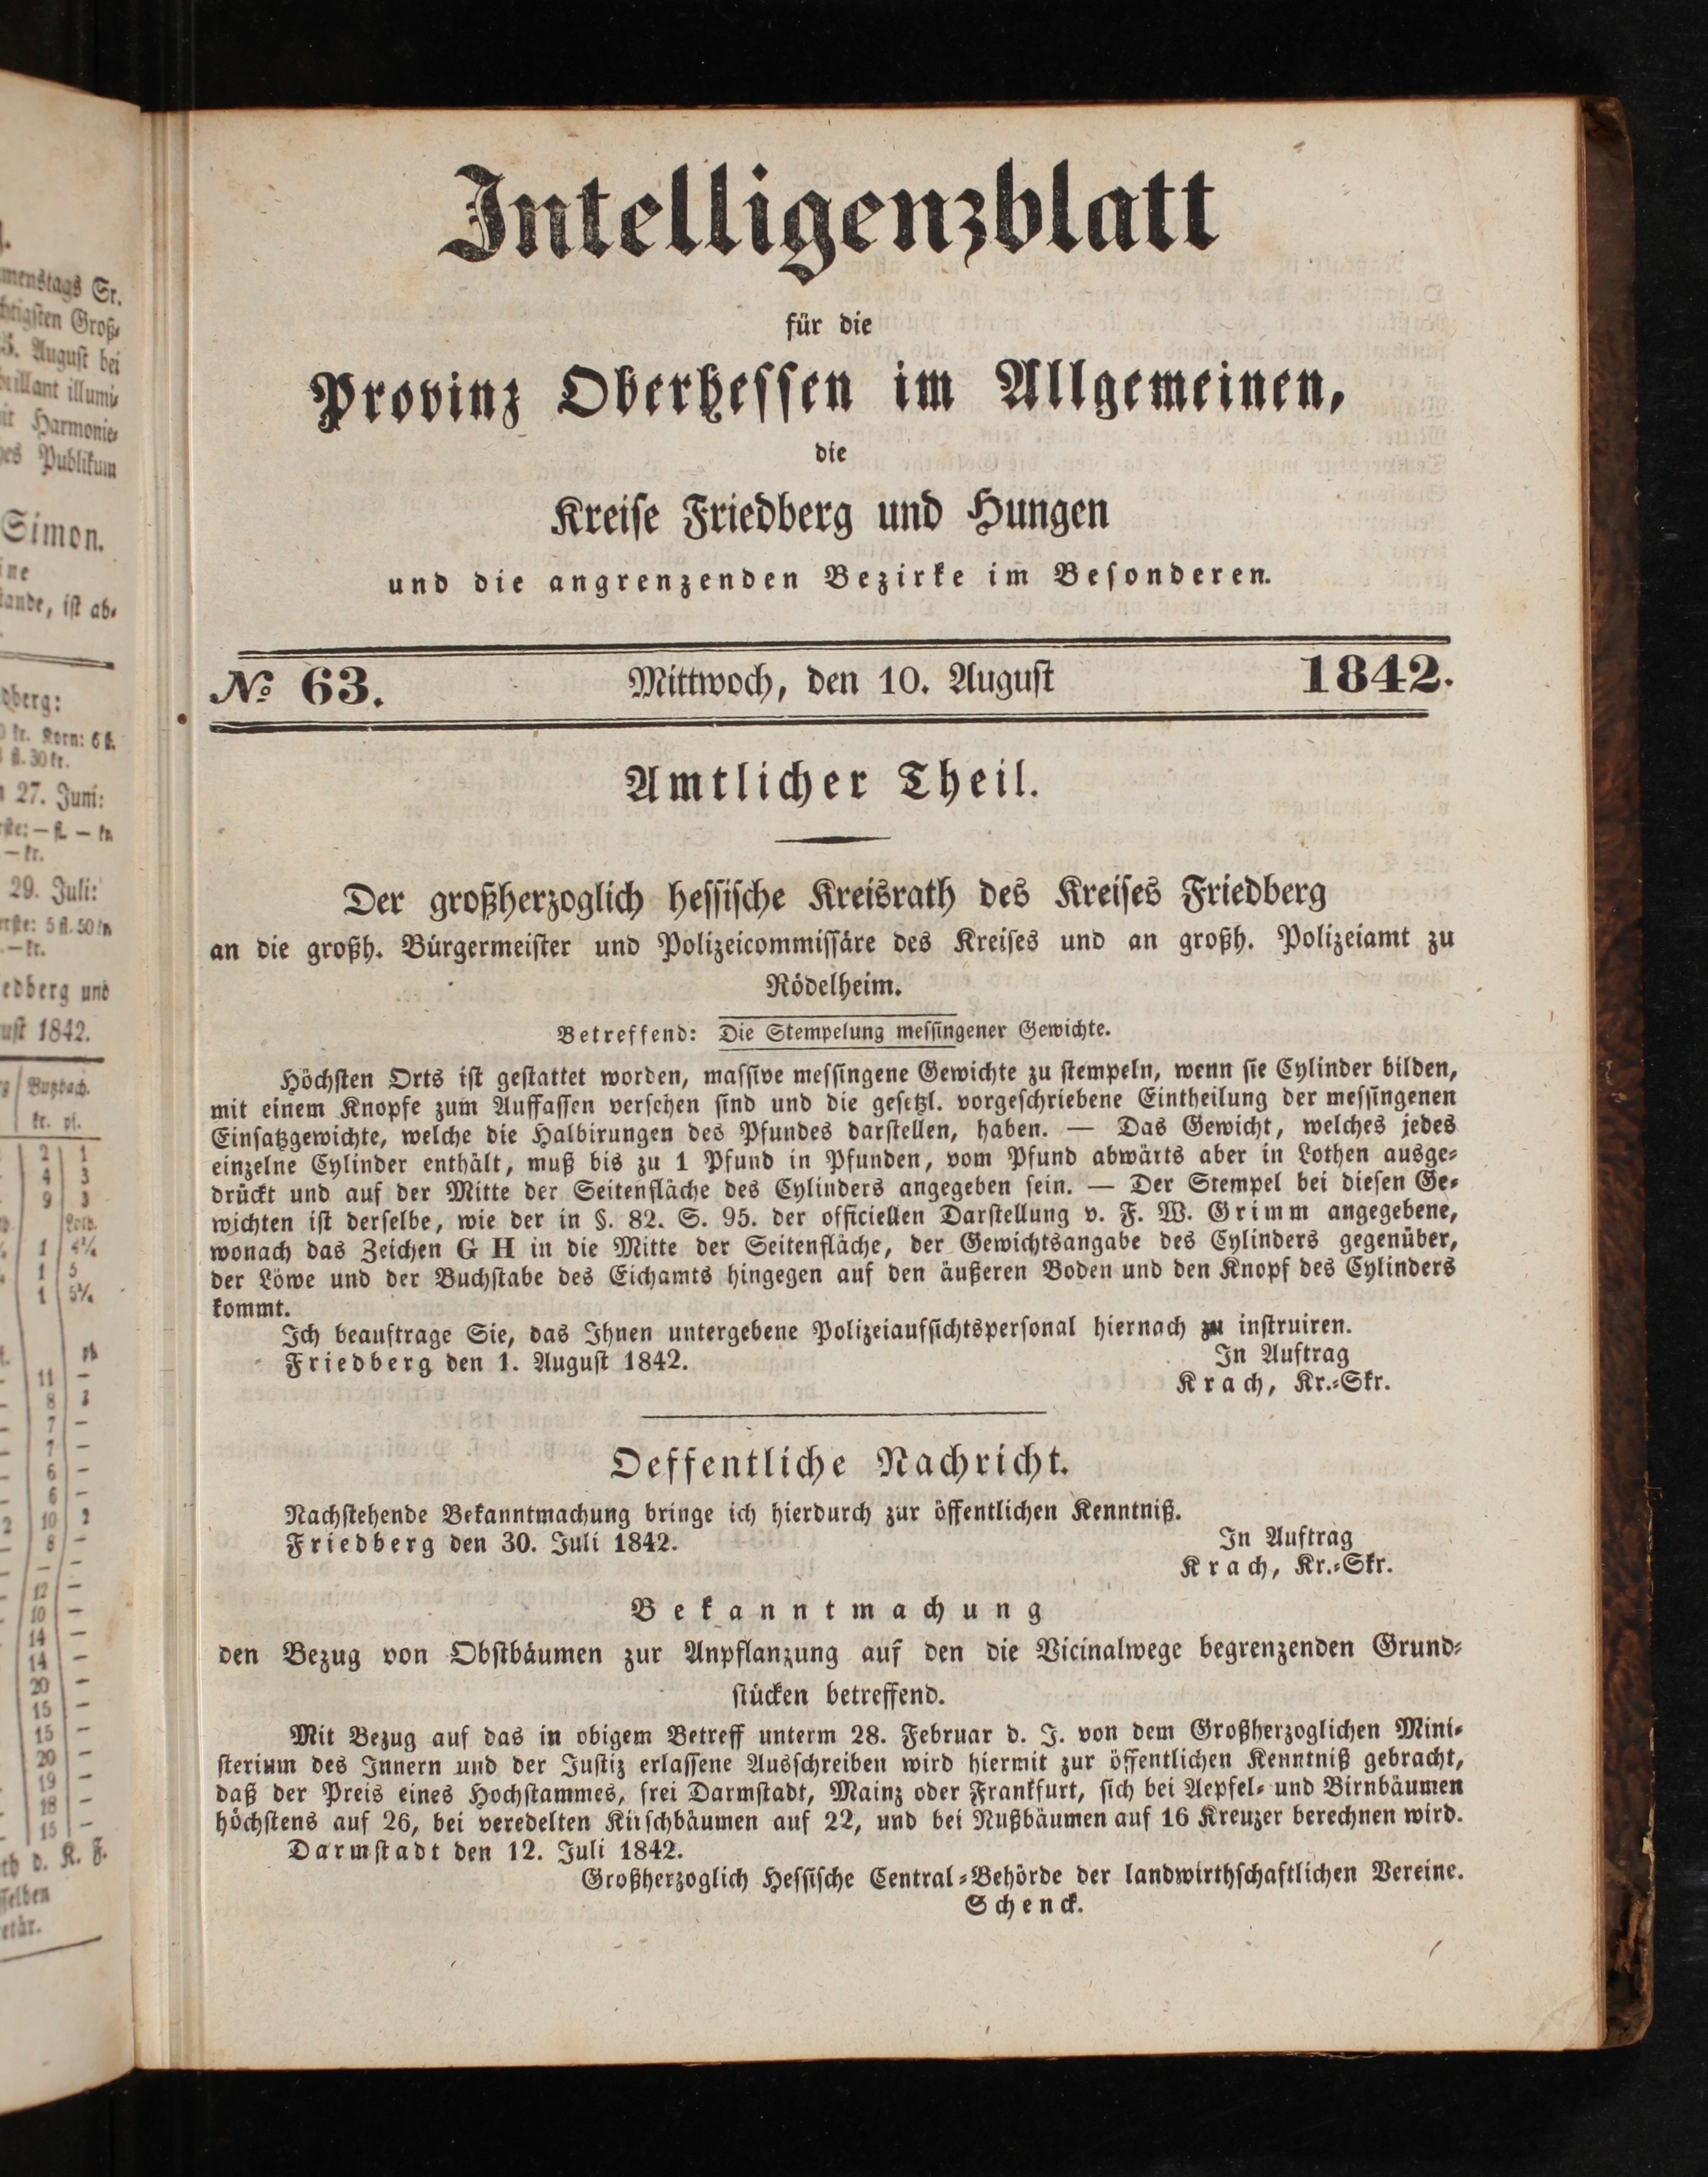 Intelligenzblatt
für die
Provinz Oberhessen im Allgemeinen,
die
Kreise Friedberg und Hungen
und die angrenzenden Bezirke im Besonderen.
No 63. Mittwoch, den 10. August 1842.
Amtlicher Theil.
Der großherzoglich hessische Kreisrath des Kreises Friedberg
an die großh. Bürgermeister und Polizeicommissäre des Kreises und an großh. Polizeiamt zu
Rödelheim.
Betreffend: Die Stempelung messingener Gewichte.
Höchsten Orts ist gestattet worden, massive messingene Gewichte zu stempeln, wenn sie Cylinder bilden,
mit einem Knopfe zum Auffassen versehen sind und die gesetzl. vorgeschriebene Eintheilung der messingenen
Einsatzgewichte, welche die Halbirungen des Pfundes darstellen, haben. — Das Gewicht, welches jedes
einzelne Cylinder enthält, muß bis zu 1 Pfund in Pfunden, vom Pfund abwärts aber in Lothen ausge-
drückt und auf der Mitte der Seitenfläche des Cylinders angegeben sein. — Der Stempel bei diesen Ge-
wichten ist derselbe, wie der in §. 82. S. 95. der officiellen Darstellung v. F. W. Grimm angegebene,
wonach das Zeichen G H in die Mitte der Seitenfläche, der Gewichtsangabe des Cylinders gegenüber,
der Löwe und der Buchstabe des Eichamts hingegen auf den äußeren Boden und den Knopf des Cylinders
kommt.
Ich beauftrage Sie, das Ihnen untergebene Polizeiaufsichtspersonal hiernach zu instruiren.
Friedberg den 1. August 1842. In Auftrag
Krach, Kr.-Skr.
Oeffentliche Nachricht.
Nachstehende Bekanntmachung bringe ich hierdurch zur öffentlichen Kenntniß.
Friedberg den 30. Juli 1842. In Auftrag
Krach, Kr.-Skr.
Bekanntmachung
den Bezug von Obstbäumen zur Anpflanzung auf den die Vicinalwege begrenzenden Grund-
stücken betreffend.
Mit Bezug auf das in obigem Betreff unterm 28. Februar d. J. von dem Großherzoglichen Mini-
sterium des Innern und der Justiz erlassene Ausschreiben wird hiermit zur öffentlichen Kenntniß gebracht,
daß der Preis eines Hochstammes, frei Darmstadt, Mainz oder Frankfurt, sich bei Aepfel- und Birnbäumen
höchstens auf 26, bei veredelten Kirschbäumen auf 22, und bei Nußbäumen auf 16 Kreuzer berechnen wird.
Darmstadt den 12. Juli 1842.
Großherzoglich Hessische Central-Behörde der landwirthschaftlichen Vereine.
Schenck.